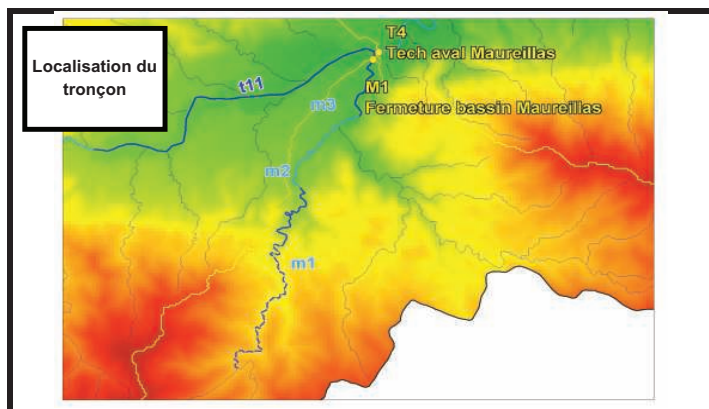 Localisation du
tronçon
T4
Tech aval Maureillas
t11
M1
m3
Fermeture bassin Maureillas
m2
m1